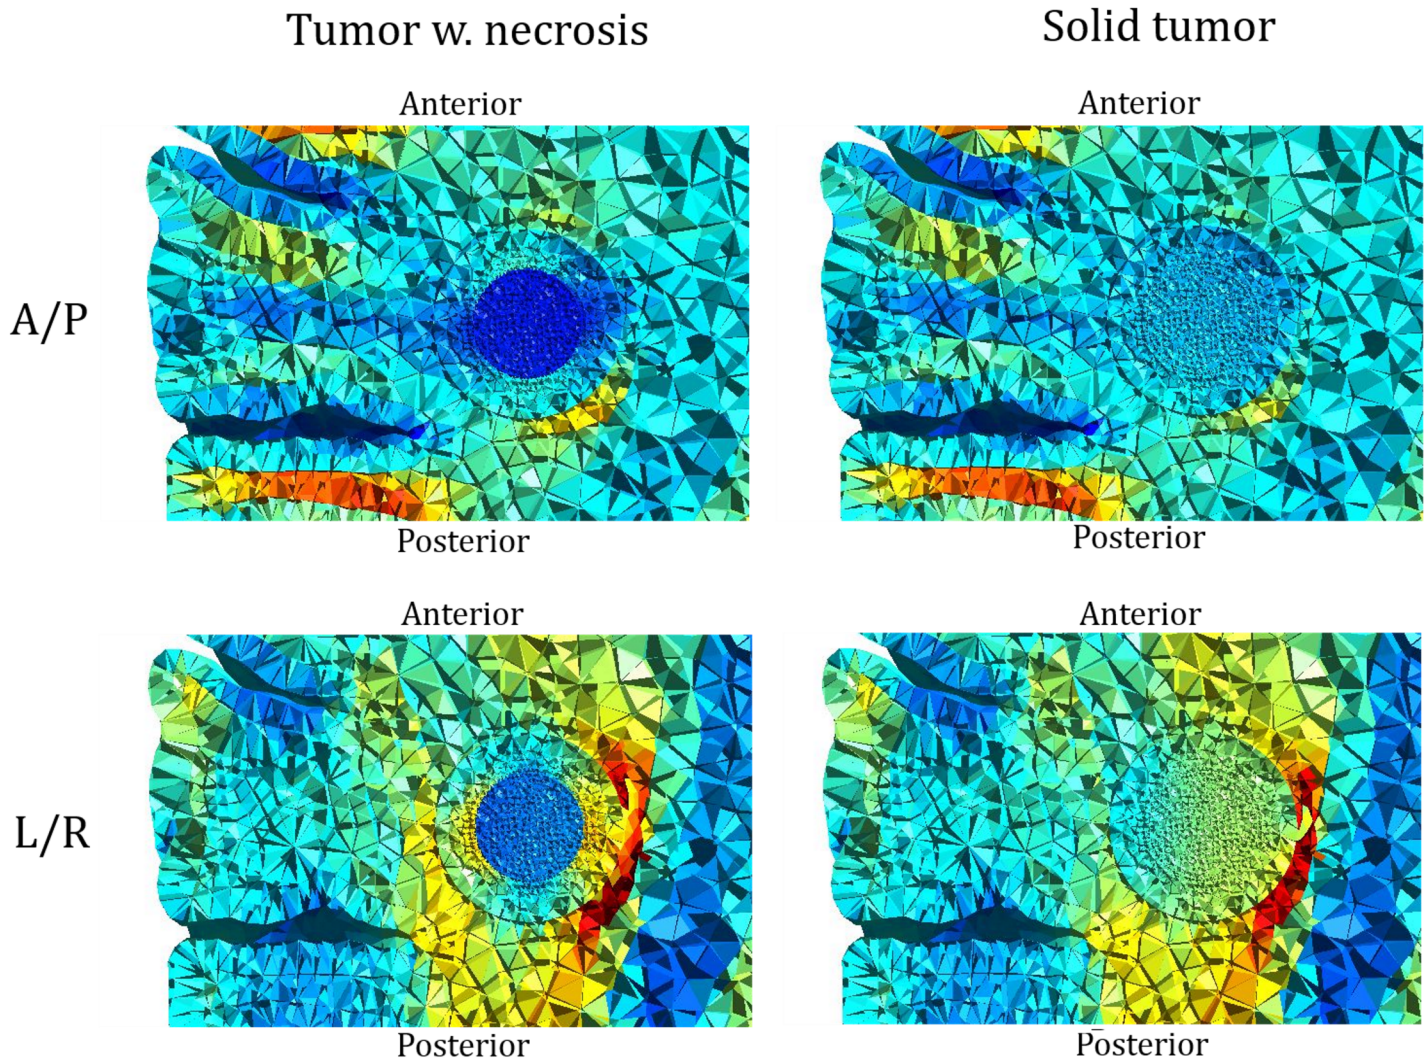 Tumor w. necrosis
Solid tumor
Anterior
Anterior
A/P
Posterior
Posterior
Anterior
Anterior
L/R
Posterior
Posterior